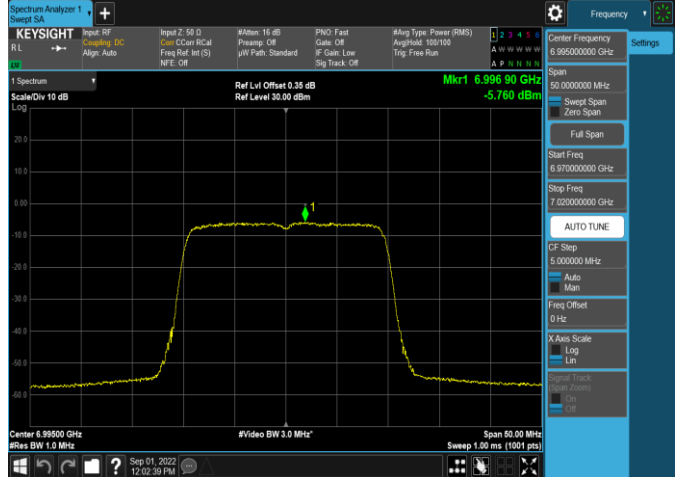 Spectrum Analyzer 1
Swept SA
Frequency
KEYSIGHT
RL
Input: RF
Coupling: DC
Align: Auto
Input Z: 50 Ω
Corr CCorr RCal
Freq Ref: Int (S)
NFE: Off
#Atten: 16 dB
Preamp: Off
µW Path: Standard
PNO: Fast
Gate: Off
IF Gain: Low
Sig Track: Off
#Avg Type: Power (RMS)
Avg|Hold: 100/100
Trig: Free Run
1 2 3 4 5 6
A W W W W W
A P N N N N
LV
1 Spectrum
Scale/Div 10 dB
Log
Ref Lvl Offset 0.35 dB
Ref Level 30.00 dBm
Mkr1 6.996 90 GHz
-5.760 dBm
20.0
10.0
0.00
-10.0
-20.0
-30.0
-40.0
-50.0
-60.0
1
Center 6.99500 GHz
#Res BW 1.0 MHz
#Video BW 3.0 MHz*
Span 50.00 MHz
Sweep 1.00 ms (1001 pts)
Sep 01, 2022
12:02:39 PM
Center Frequency
6.995000000 GHz
Span
50.0000000 MHz
Swept Span
Zero Span
Full Span
Start Freq
6.970000000 GHz
Stop Freq
7.020000000 GHz
AUTO TUNE
CF Step
5.000000 MHz
Auto
Man
Freq Offset
0 Hz
X Axis Scale
Log
Lin
Signal Track
(Span Zoom)
On
Off
Settings